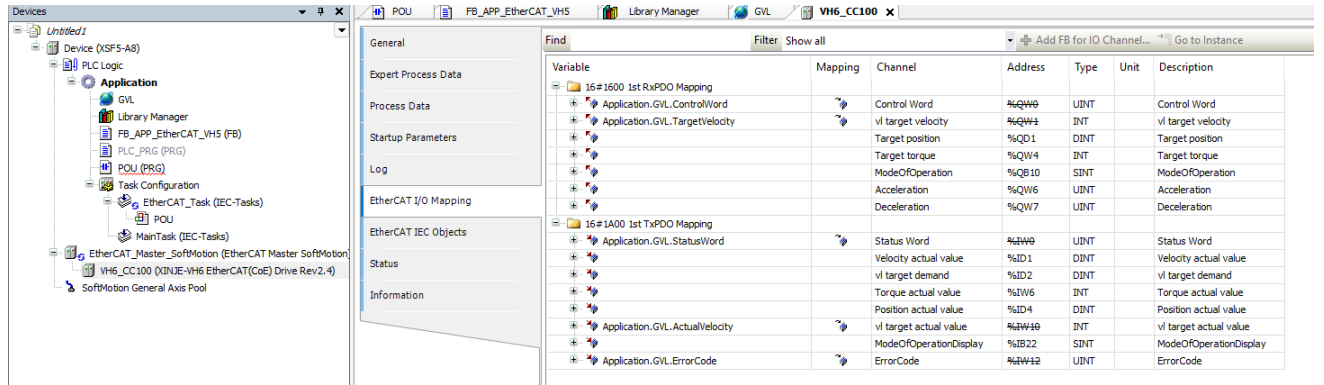 Devices
Untitled1
Device (XSF5-A8)
PLC Logic
Application
GVL
Library Manager
FB_APP_EtherCAT_VH5 (FB)
PLC_PRG (PRG)
POU (PRG)
Task Configuration
EtherCAT_Task (IEC-Tasks)
POU
MainTask (IEC-Tasks)
EtherCAT_Master_SoftMotion (EtherCAT Master SoftMotion)
VH6_CC100 (XINJE-VH6 EtherCAT(CoE) Drive Rev2.4)
SoftMotion General Axis Pool
POU FB_APP_EtherCAT_VH5 Library Manager GVL VH6_CC100 X
General
Expert Process Data
Process Data
Startup Parameters
Log
EtherCAT I/O Mapping
EtherCAT IEC Objects
Status
Information
Find Filter Show all Add FB for IO Channel... Go to Instance
Variable Mapping Channel Address Type Unit Description
16#1600 1st RxPDO Mapping
Application.GVL.ControlWord Control Word %QW0 UINT Control Word
Application.GVL.TargetVelocity vl target velocity %QW1 INT vl target velocity
Target position %QD1 DINT Target position
Target torque %QW4 INT Target torque
ModeOfOperation %QB10 SINT ModeOfOperation
Acceleration %QW6 UINT Acceleration
Deceleration %QW7 UINT Deceleration
16#1A00 1st TxPDO Mapping
Application.GVL.StatusWord Status Word %IW0 UINT Status Word
Velocity actual value %ID1 DINT Velocity actual value
vl target demand %ID2 DINT vl target demand
Torque actual value %IW6 INT Torque actual value
Position actual value %ID4 DINT Position actual value
Application.GVL.ActualVelocity vl target actual value %IW10 INT vl target actual value
ModeOfOperationDisplay %IB22 SINT ModeOfOperationDisplay
Application.GVL.ErrorCode ErrorCode %IW12 UINT ErrorCode